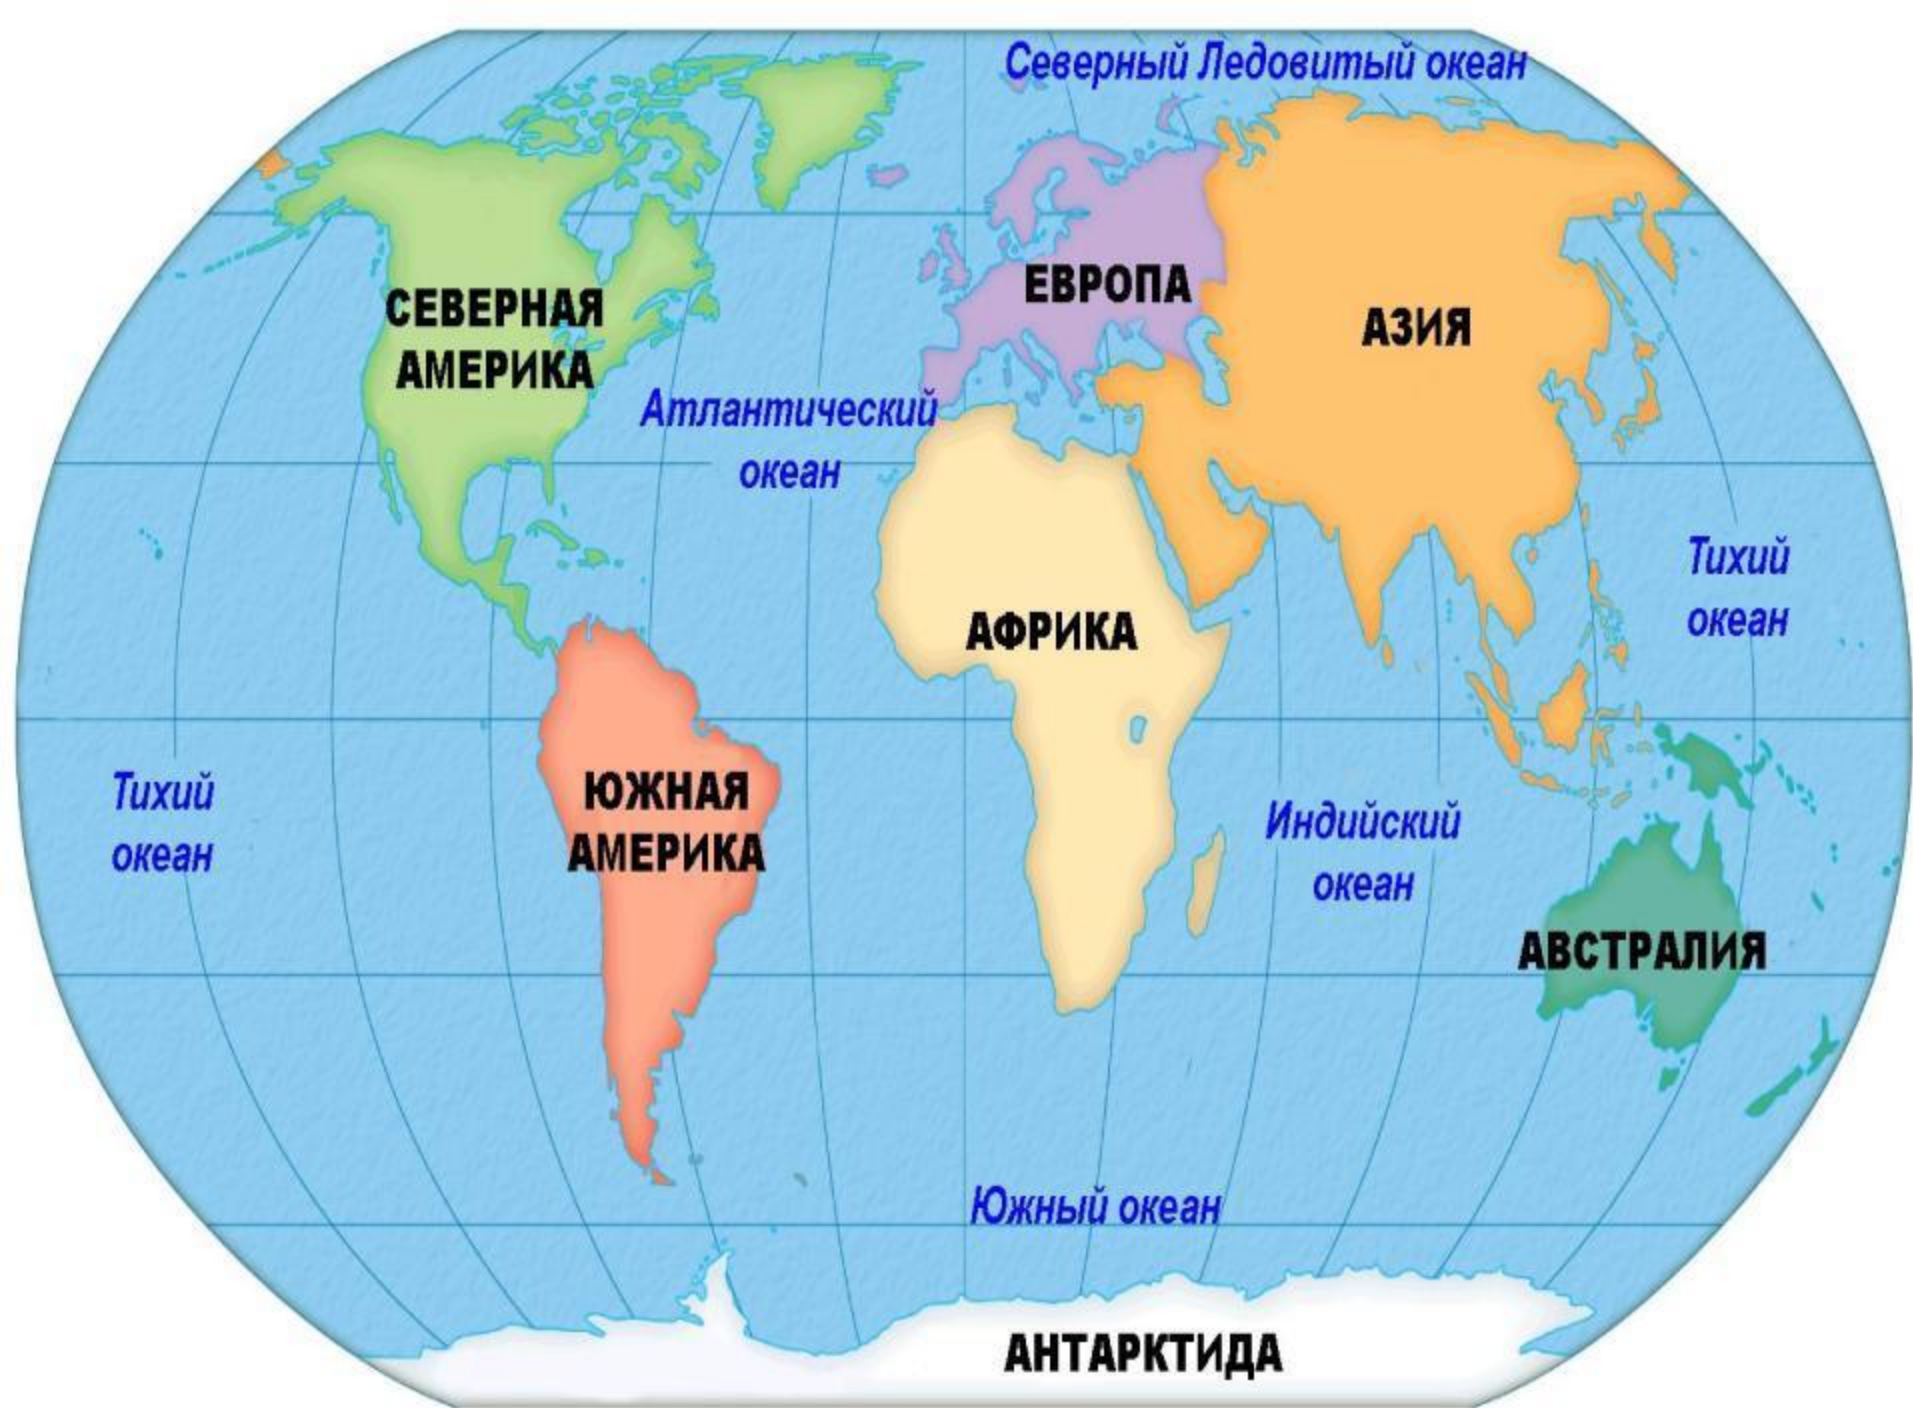 Северный Ледовитый океан
СЕВЕРНАЯ
АМЕРИКА
ЕВРОПА
АЗИЯ
Атлантический
океан
Тихий
океан
АФРИКА
Тихий
океан
ЮЖНАЯ
АМЕРИКА
Индийский
океан
АВСТРАЛИЯ
Южный океан
АНТАРКТИДА